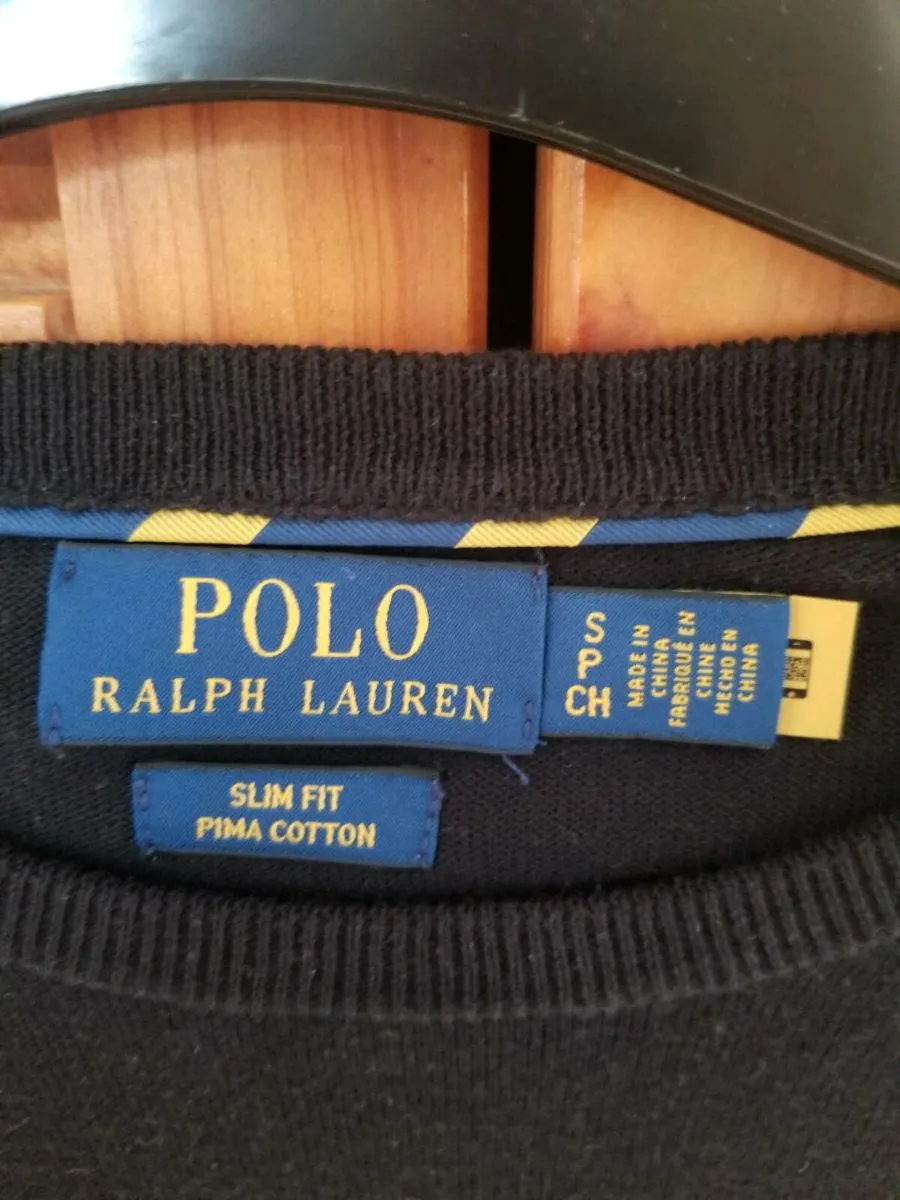 POLO
RALPH LAUREN
S
P
CH
MADE IN
CHINA
FABRIQUÉ EN
CHINE
HECHO EN
CHINA
SLIM FIT
PIMA COTTON